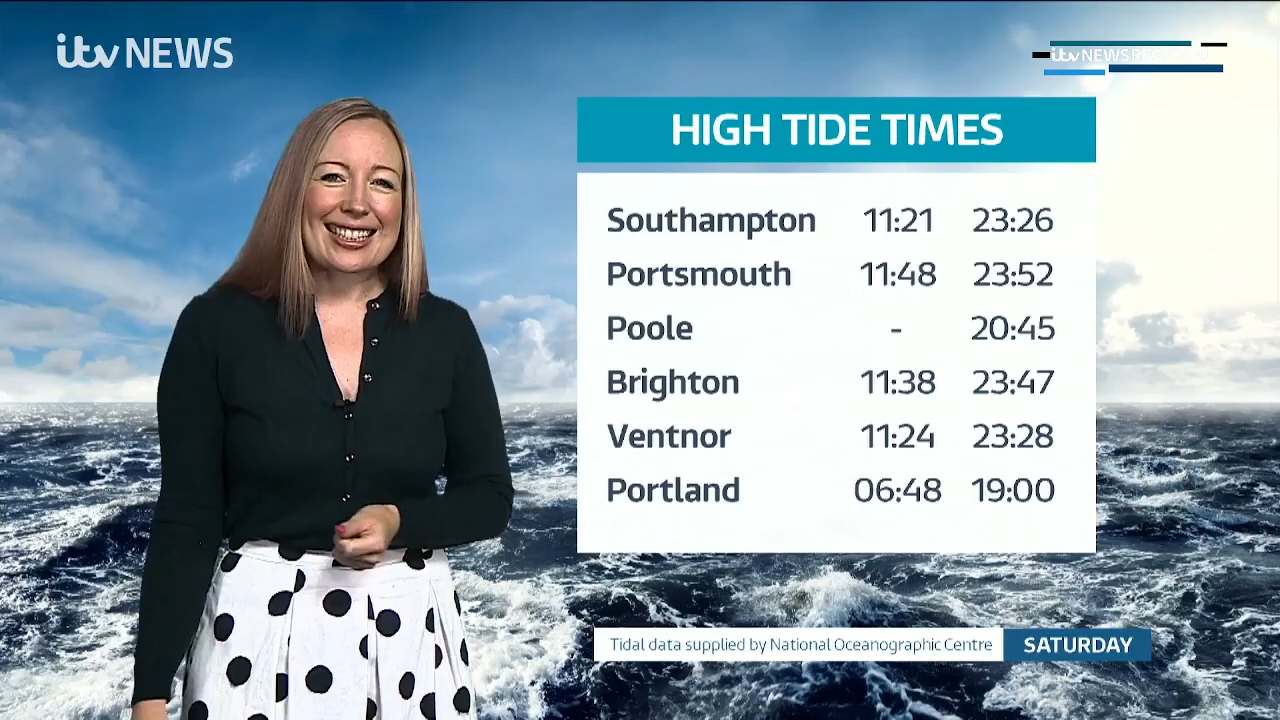 itv NEWS
itv NEWS
HIGH TIDE TIMES
Southampton 11:21 23:26
Portsmouth 11:48 23:52
Poole - 20:45
Brighton 11:38 23:47
Ventnor 11:24 23:28
Portland 06:48 19:00
Tidal data supplied by National Oceanographic Centre SATURDAY